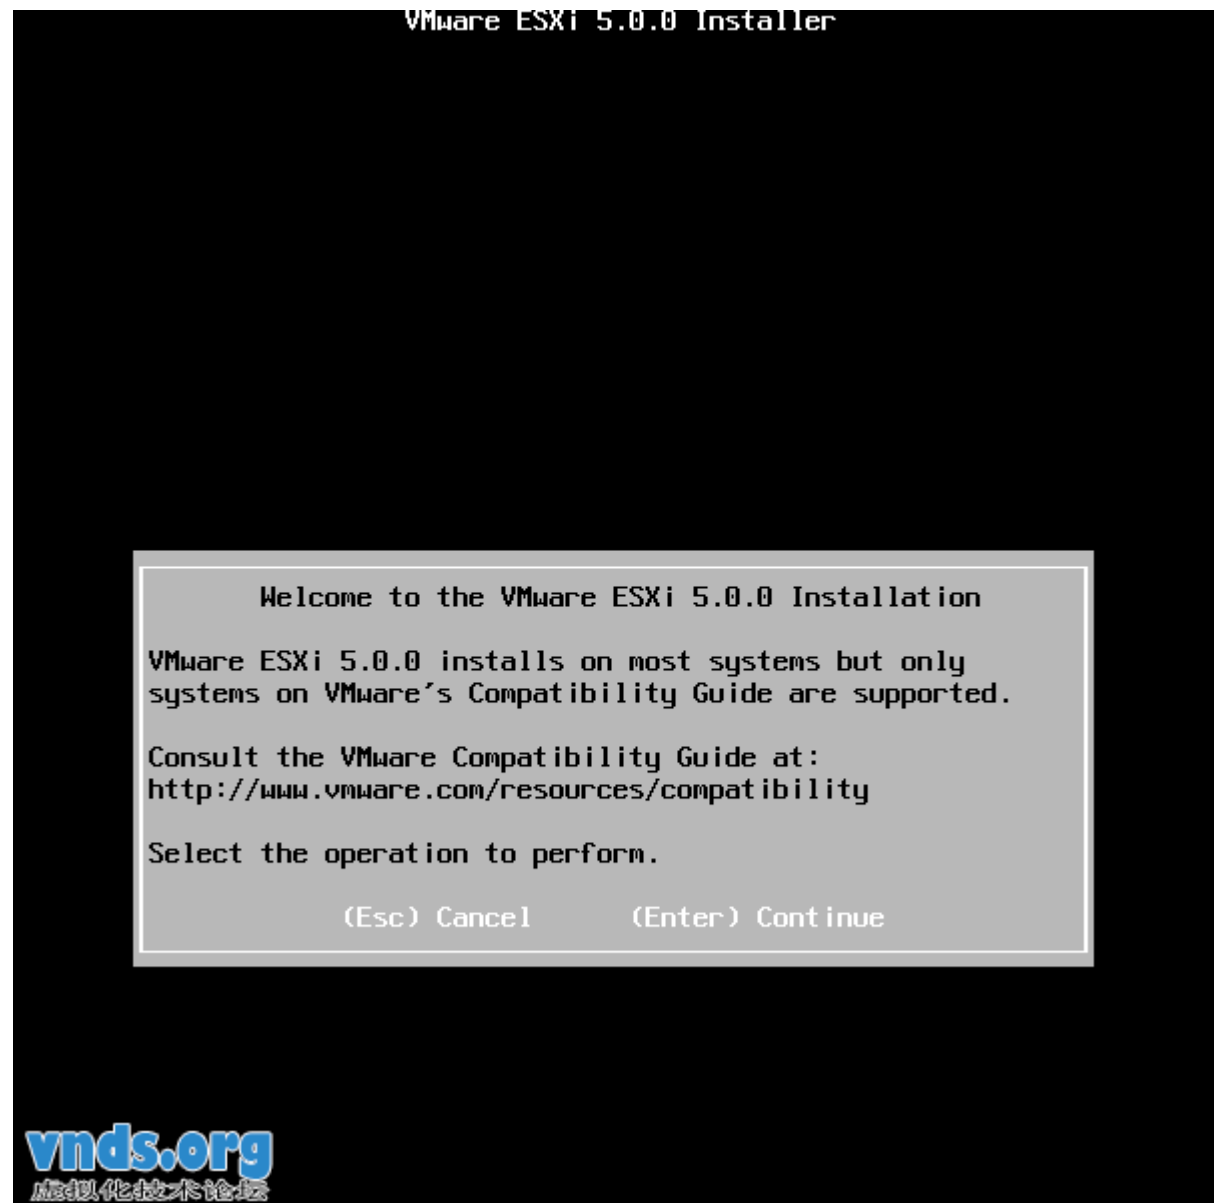 VMware ESXi 5.0.0 Installer
Welcome to the VMware ESXi 5.0.0 Installation
VMware ESXi 5.0.0 installs on most systems but only
systems on VMware's Compatibility Guide are supported.
Consult the VMware Compatibility Guide at:
http://www.vmware.com/resources/compatibility
Select the operation to perform.
(Esc) Cancel (Enter) Continue
vnds.org
虚拟化技术论坛